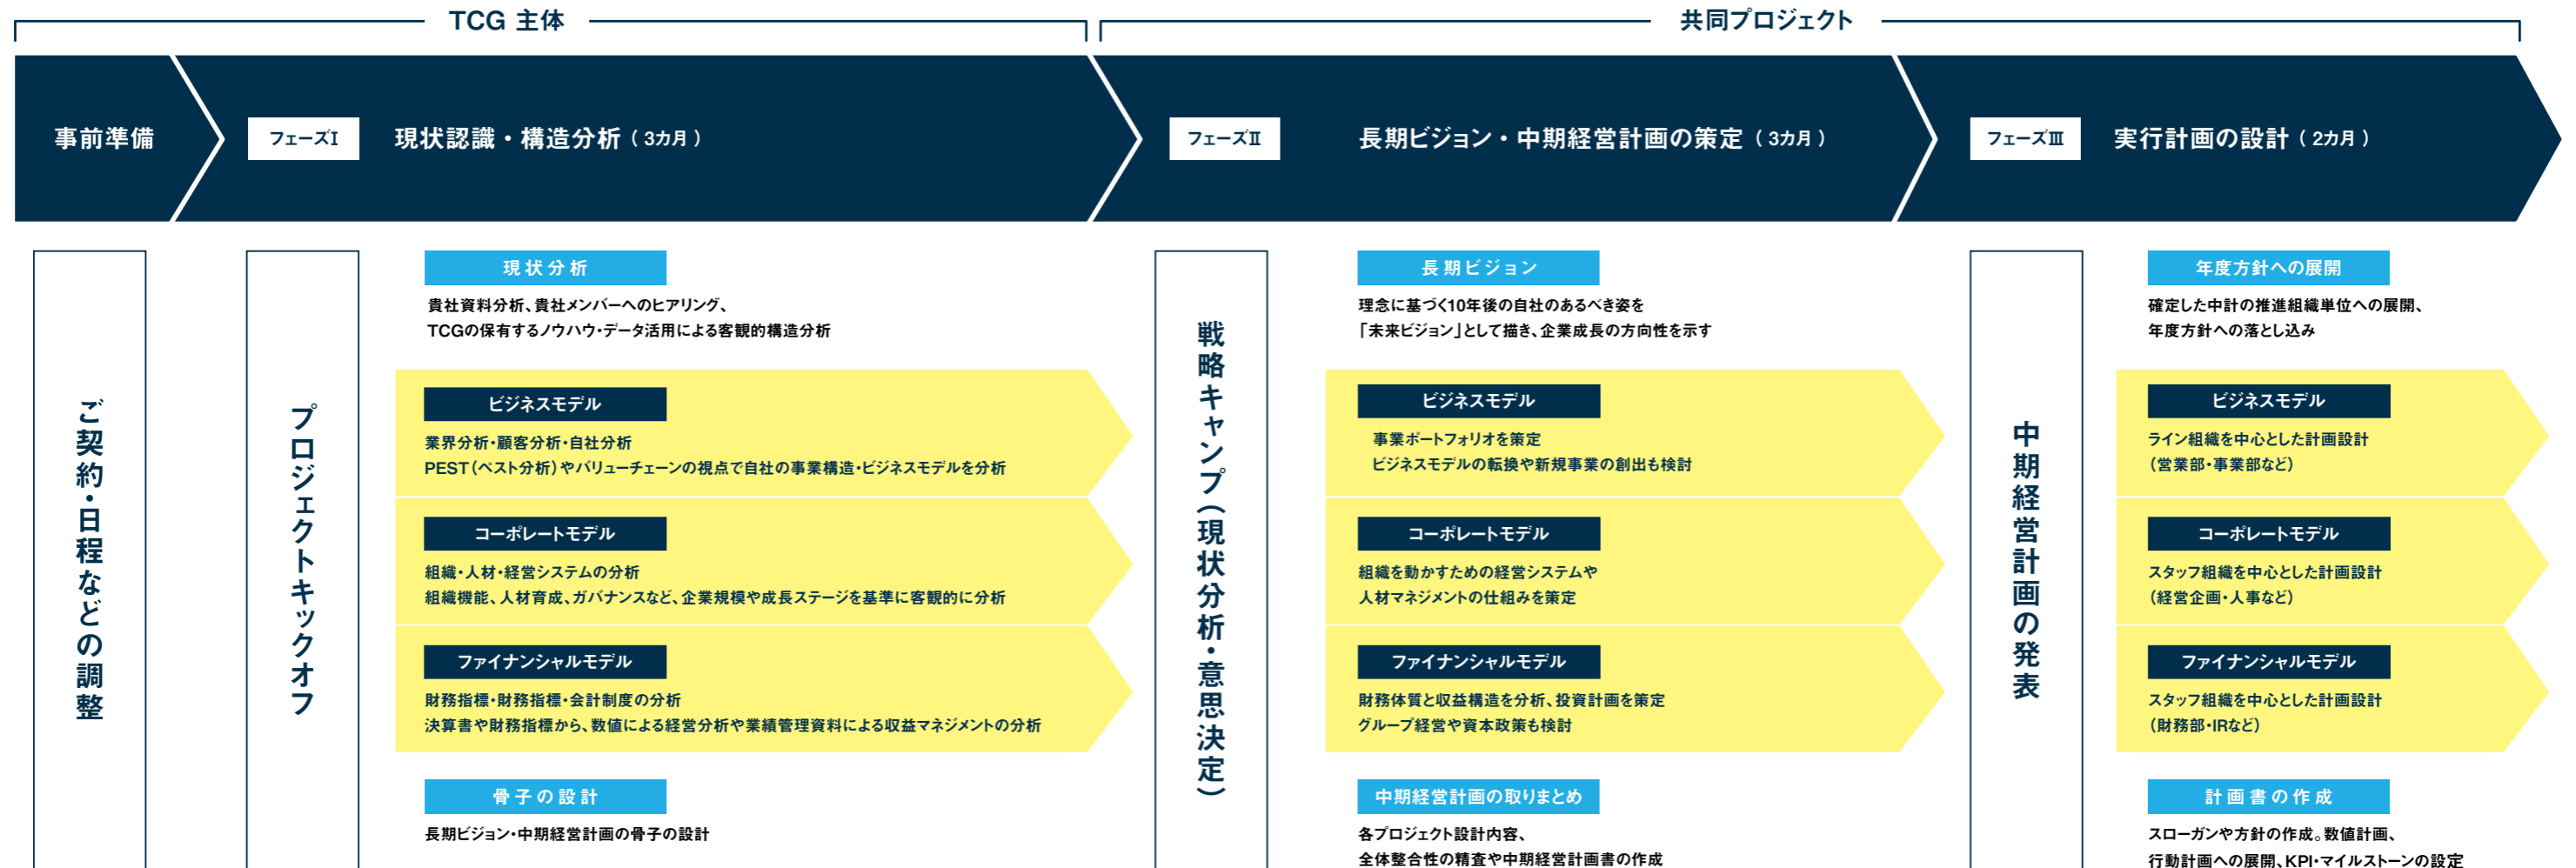 TCG 主体
共同プロジェクト
事前準備
フェーズⅠ
現状認識・構造分析（3カ月）
フェーズⅡ
長期ビジョン・中期経営計画の策定（3カ月）
フェーズⅢ
実行計画の設計（2カ月）
ご契約・日程などの調整
プロジェクトキックオフ
現状分析
貴社資料分析、貴社メンバーへのヒアリング、
TCGの保有するノウハウ・データ活用による客観的構造分析
ビジネスモデル
業界分析・顧客分析・自社分析
PEST（ペスト分析）やバリューチェーンの視点で自社の事業構造・ビジネスモデルを分析
コーポレートモデル
組織・人材・経営システムの分析
組織機能、人材育成、ガバナンスなど、企業規模や成長ステージを基準に客観的に分析
ファイナンシャルモデル
財務指標・財務指標・会計制度の分析
決算書や財務指標から、数値による経営分析や業績管理資料による収益マネジメントの分析
骨子の設計
長期ビジョン・中期経営計画の骨子の設計
戦略キャンプ（現状分析・意思決定）
長期ビジョン
理念に基づく10年後の自社のあるべき姿を
「未来ビジョン」として描き、企業成長の方向性を示す
ビジネスモデル
事業ポートフォリオを策定
ビジネスモデルの転換や新規事業の創出も検討
コーポレートモデル
組織を動かすための経営システムや
人材マネジメントの仕組みを策定
ファイナンシャルモデル
財務体質と収益構造を分析、投資計画を策定
グループ経営や資本政策も検討
中期経営計画の取りまとめ
各プロジェクト設計内容、
全体整合性の精査や中期経営計画書の作成
中期経営計画の発表
年度方針への展開
確定した中計の推進組織単位への展開、
年度方針への落とし込み
ビジネスモデル
ライン組織を中心とした計画設計
（営業部・事業部など）
コーポレートモデル
スタッフ組織を中心とした計画設計
（経営企画・人事など）
ファイナンシャルモデル
スタッフ組織を中心とした計画設計
（財務部・IRなど）
計画書の作成
スローガンや方針の作成。数値計画、
行動計画への展開、KPI・マイルストーンの設定